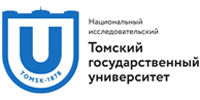 U
TOMSK-1878
Национальный
исследовательский
Томский
государственный
университет